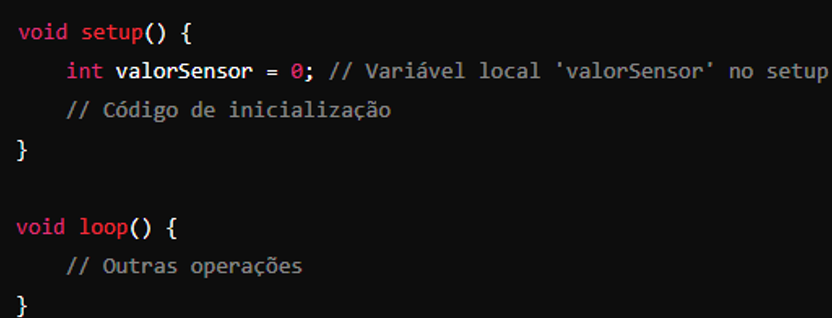 void setup() {
    int valorSensor = 0; // Variável local 'valorSensor' no setup
    // Código de inicialização
}

void loop() {
    // Outras operações
}